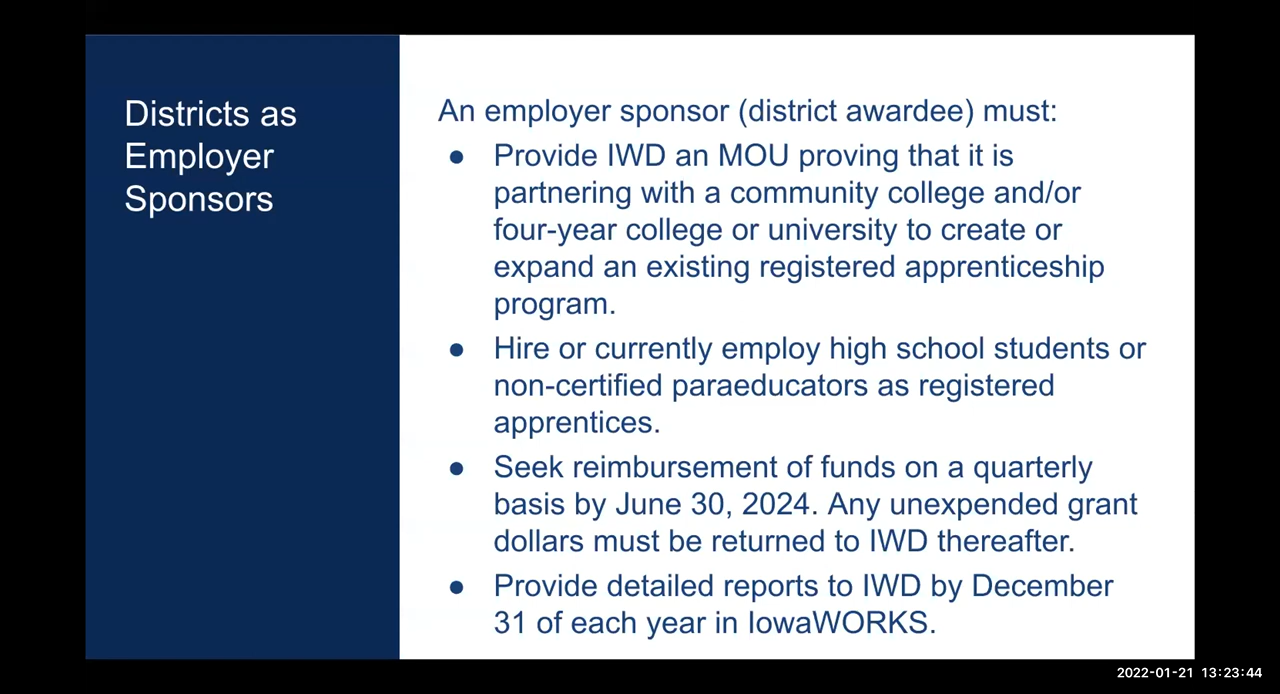 Districts as
Employer
Sponsors
An employer sponsor (district awardee) must:
● Provide IWD an MOU proving that it is
partnering with a community college and/or
four-year college or university to create or
expand an existing registered apprenticeship
program.
● Hire or currently employ high school students or
non-certified paraeducators as registered
apprentices.
● Seek reimbursement of funds on a quarterly
basis by June 30, 2024. Any unexpended grant
dollars must be returned to IWD thereafter.
● Provide detailed reports to IWD by December
31 of each year in IowaWORKS.
2022-01-21 13:23:44